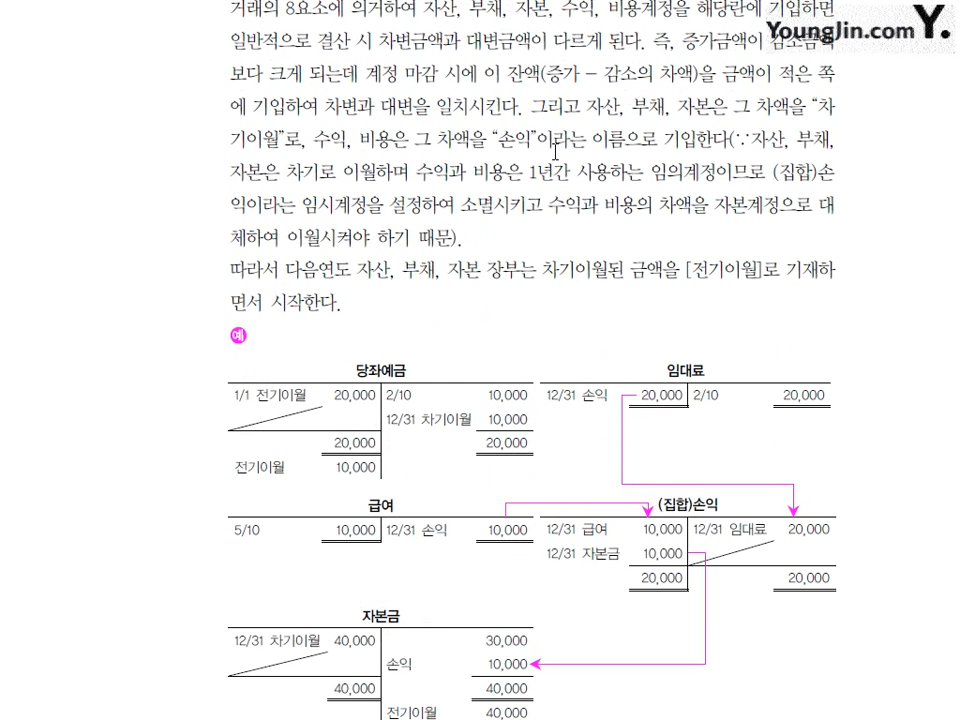 거래의 8요소에 의거하여 자산, 부채, 자본, 수익, 비용계정을 해당란에 기입하면
YoungJin.com Y.
일반적으로 결산 시 차변금액과 대변금액이 다르게 된다. 즉, 증가금액이 감소금액
보다 크게 되는데 계정 마감 시에 이 잔액(증가 – 감소의 차액)을 금액이 적은 쪽
에 기입하여 차변과 대변을 일치시킨다. 그리고 자산, 부채, 자본은 그 차액을 “차
기이월”로, 수익, 비용은 그 차액을 “손익”이라는 이름으로 기입한다(∵자산, 부채,
자본은 차기로 이월하며 수익과 비용은 1년간 사용하는 임의계정이므로 (집합)손
익이라는 임시계정을 설정하여 소멸시키고 수익과 비용의 차액을 자본계정으로 대
체하여 이월시켜야 하기 때문).
따라서 다음연도 자산, 부채, 자본 장부는 차기이월된 금액을 [전기이월]로 기재하
면서 시작한다.
예
당좌예금
1/1 전기이월 20,000 2/10 10,000
12/31 차기이월 10,000
20,000 20,000
전기이월 10,000
임대료
12/31 손익 20,000 2/10 20,000
급여
5/10 10,000 12/31 손익 10,000
(집합)손익
12/31 급여 10,000 12/31 임대료 20,000
12/31 자본금 10,000
20,000 20,000
자본금
12/31 차기이월 40,000 30,000
손익 10,000
40,000 40,000
전기이월 40,000